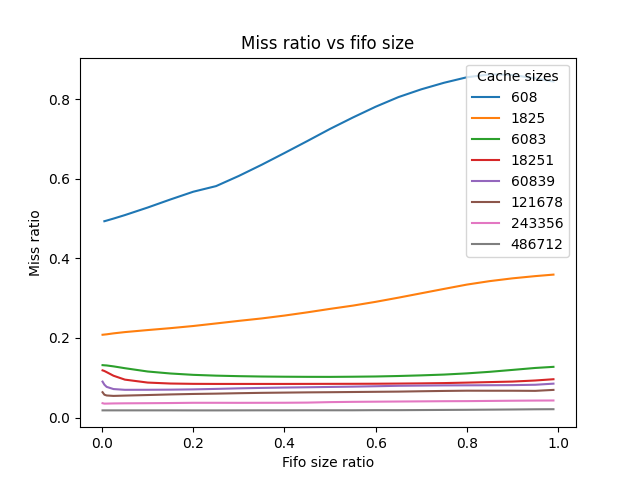 Miss ratio vs fifo size
Cache sizes
608
1825
6083
18251
60839
121678
243356
486712
Miss ratio
0.8
0.6
0.4
0.2
0.0
0.0 0.2 0.4 0.6 0.8 1.0
Fifo size ratio